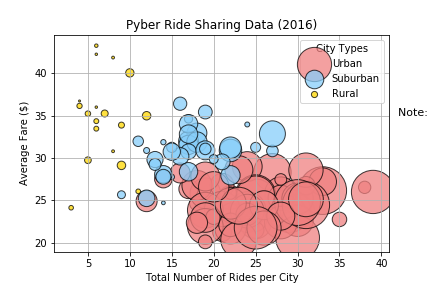 Pyber Ride Sharing Data (2016)
City Types
Urban
Suburban
Rural
Note:
Average Fare ($)
40
35
30
25
20
5 10 15 20 25 30 35 40
Total Number of Rides per City